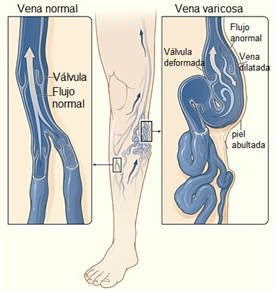 Vena normal
Vena varicosa
Válvula
Flujo
normal
Flujo
anormal
Válvula
deformada
Vena
dilatada
piel
abultada